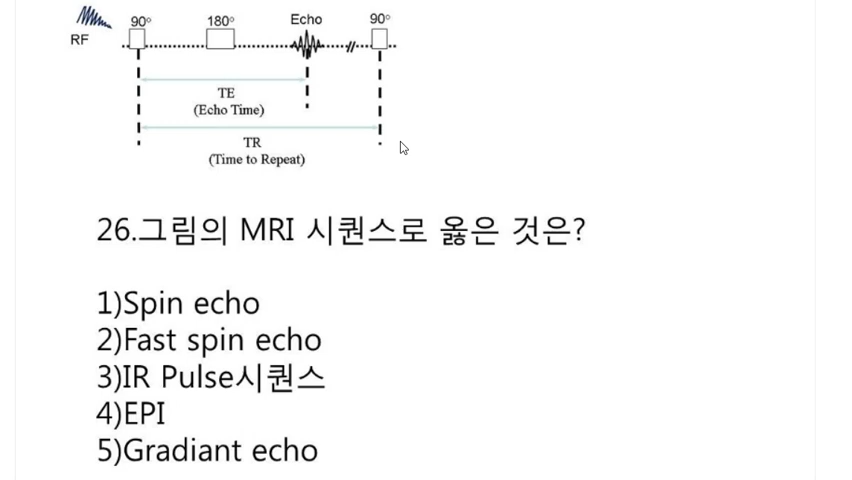 90° 180° Echo 90°
RF
TE
(Echo Time)
TR
(Time to Repeat)
26.그림의 MRI 시퀀스로 옳은 것은?
1)Spin echo
2)Fast spin echo
3)IR Pulse시퀀스
4)EPI
5)Gradiant echo